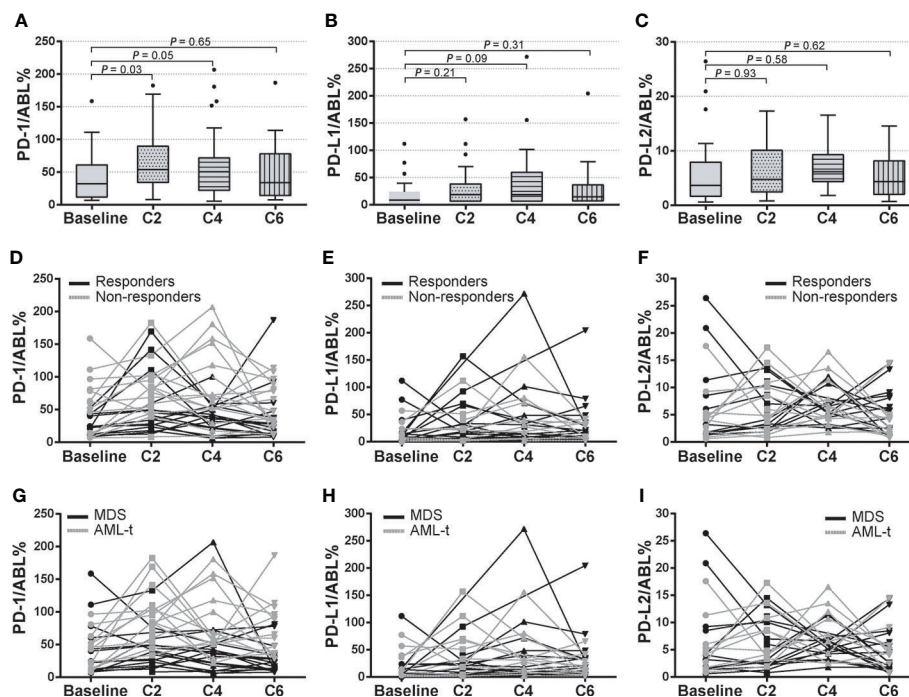 A
PD-1/ABL%
250
200
150
100
50
0
P = 0.65
P = 0.05
P = 0.03
Baseline C2 C4 C6
B
PD-L1/ABL%
300
250
200
150
100
50
0
P = 0.31
P = 0.09
P = 0.21
Baseline C2 C4 C6
C
PD-L2/ABL%
30
20
10
0
P = 0.62
P = 0.58
P = 0.93
Baseline C2 C4 C6
D
Responders
Non-responders
PD-1/ABL%
250
200
150
100
50
0
Baseline C2 C4 C6
E
Responders
Non-responders
PD-L1/ABL%
300
250
200
150
100
50
0
Baseline C2 C4 C6
F
Responders
Non-responders
PD-L2/ABL%
30
20
10
0
Baseline C2 C4 C6
G
MDS
AML-t
PD-1/ABL%
250
200
150
100
50
0
Baseline C2 C4 C6
H
MDS
AML-t
PD-L1/ABL%
300
250
200
150
100
50
0
Baseline C2 C4 C6
I
MDS
AML-t
PD-L2/ABL%
30
20
10
0
Baseline C2 C4 C6